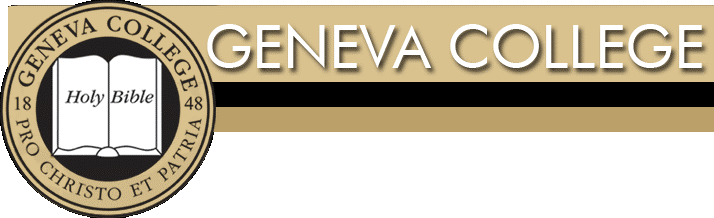 GENEVA COLLEGE
GENEVA COLLEGE
Holy Bible
18 48
PRO CHRISTO ET PATRIA